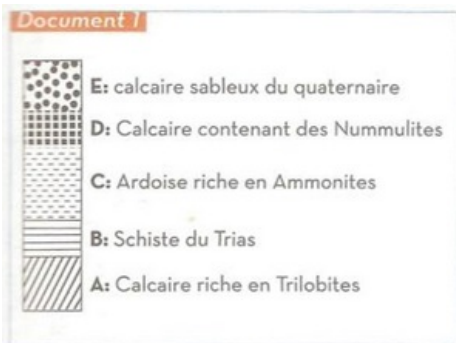 Document 1
E: calcaire sableux du quaternaire
D: Calcaire contenant des Nummulites
C: Ardoise riche en Ammonites
B: Schiste du Trias
A: Calcaire riche en Trilobites